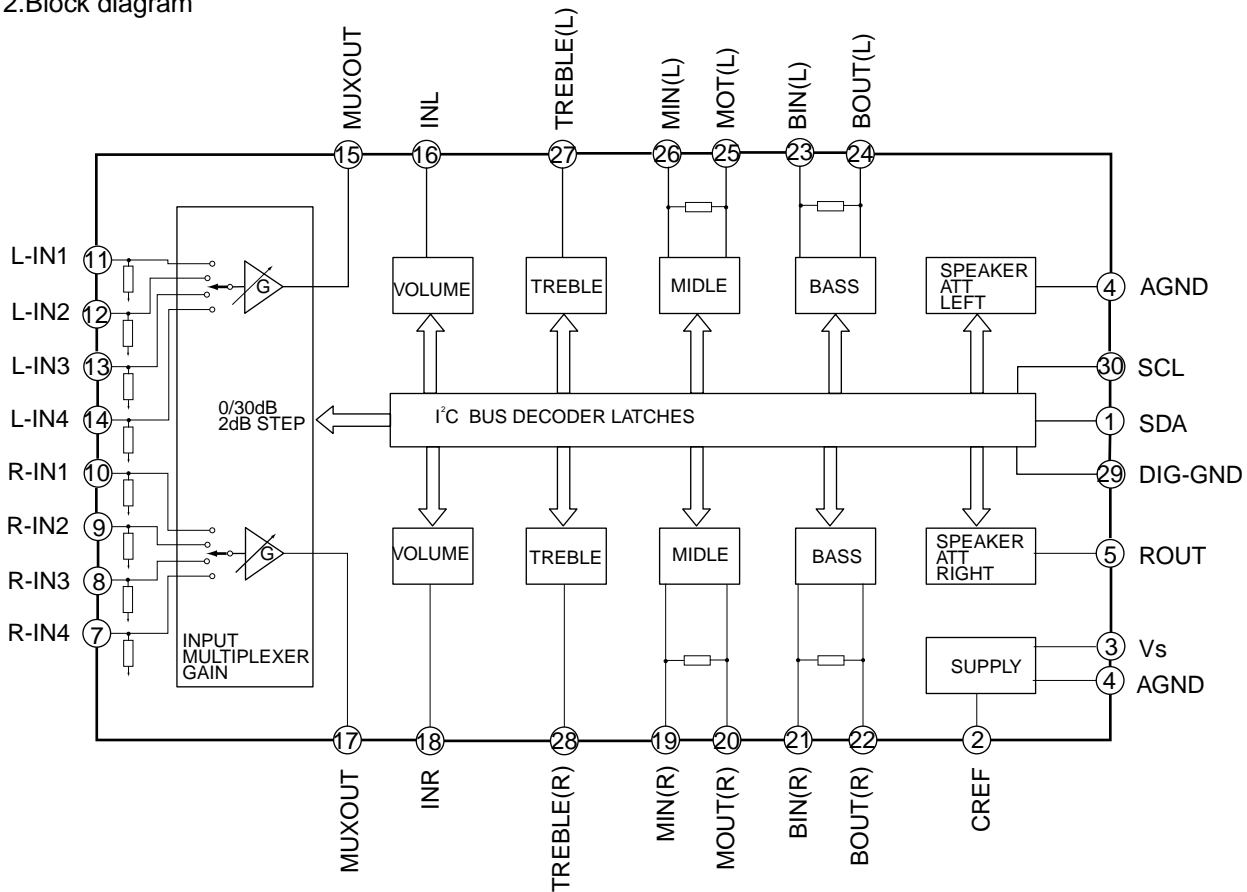 2.Block diagram
MUXOUT
INL
TREBLE(L)
MIN(L)
MOT(L)
BIN(L)
BOUT(L)
15
16
27
26
25
23
24
L-IN1
11
L-IN2
12
L-IN3
13
L-IN4
14
R-IN1
10
R-IN2
9
R-IN3
8
R-IN4
7
G
G
0/30dB
2dB STEP
INPUT
MULTIPLEXER
GAIN
VOLUME
TREBLE
MIDLE
BASS
SPEAKER
ATT
LEFT
4
AGND
30
SCL
I²C BUS DECODER LATCHES
1
SDA
29
DIG-GND
VOLUME
TREBLE
MIDLE
BASS
SPEAKER
ATT
RIGHT
5
ROUT
SUPPLY
3
Vs
4
AGND
17
18
28
19
20
21
22
2
MUXOUT
INR
TREBLE(R)
MIN(R)
MOUT(R)
BIN(R)
BOUT(R)
CREF